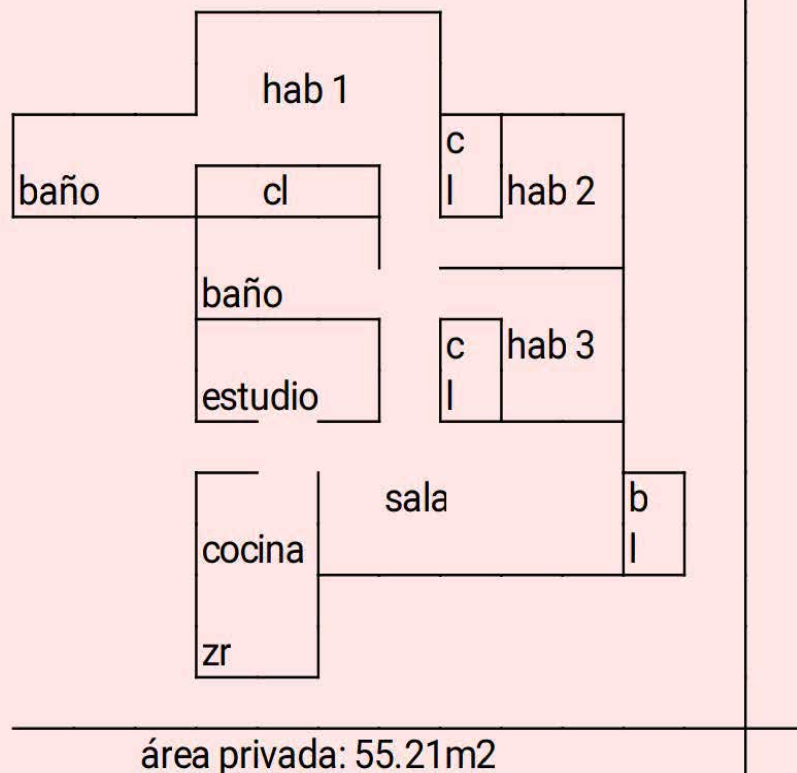 hab 1
c
baño
cl
l
hab 2
baño
c
hab 3
estudio
l
sala
b
cocina
l
zr
área privada: 55.21m2